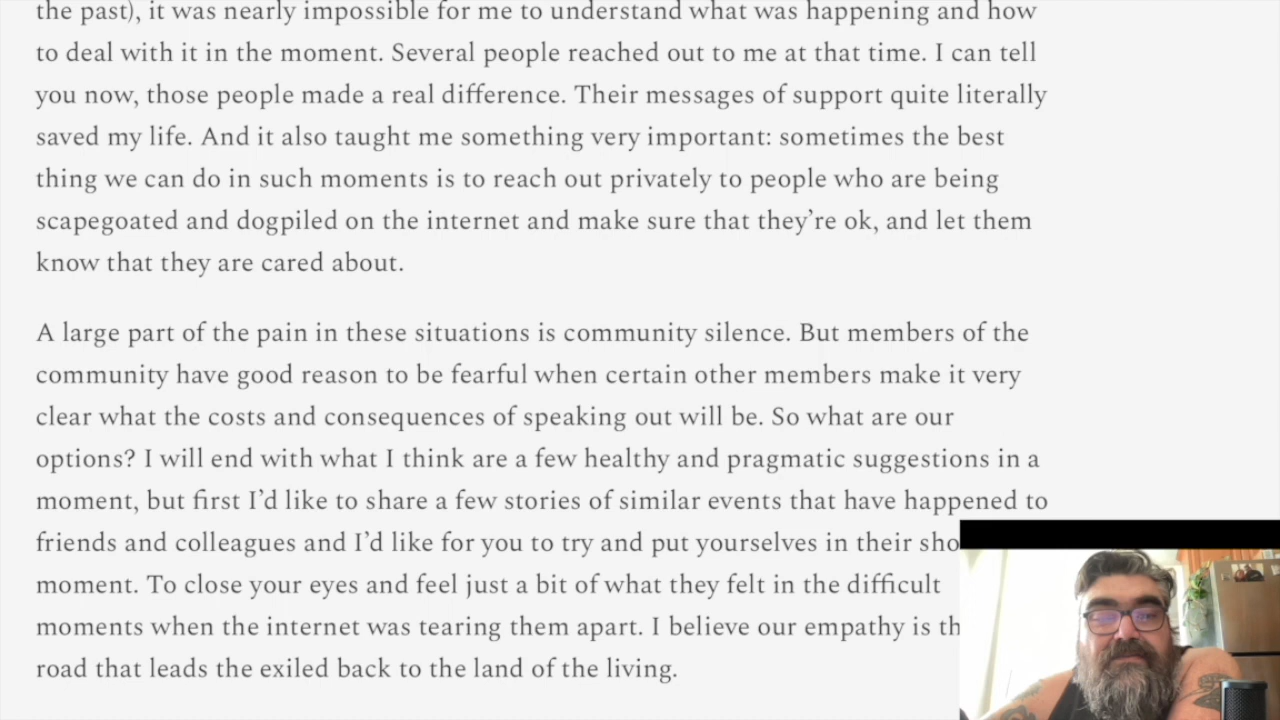 the past), it was nearly impossible for me to understand what was happening and how
to deal with it in the moment. Several people reached out to me at that time. I can tell
you now, those people made a real difference. Their messages of support quite literally
saved my life. And it also taught me something very important: sometimes the best
thing we can do in such moments is to reach out privately to people who are being
scapegoated and dogpiled on the internet and make sure that they’re ok, and let them
know that they are cared about.
A large part of the pain in these situations is community silence. But members of the
community have good reason to be fearful when certain other members make it very
clear what the costs and consequences of speaking out will be. So what are our
options? I will end with what I think are a few healthy and pragmatic suggestions in a
moment, but first I’d like to share a few stories of similar events that have happened to
friends and colleagues and I’d like for you to try and put yourselves in their
moment. To close your eyes and feel just a bit of what they felt in the difficult
moments when the internet was tearing them apart. I believe our empathy is
road that leads the exiled back to the land of the living.